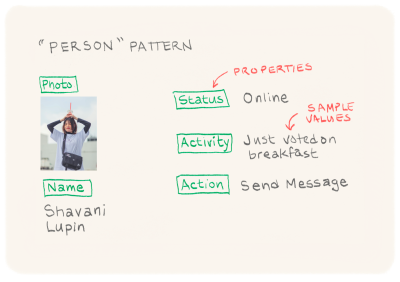 "PERSON" PATTERN
PROPERTIES
Photo
Status Online
SAMPLE
VALUES
Activity Just voted on
breakfast
Name
Action Send Message
Shavani
Lupin